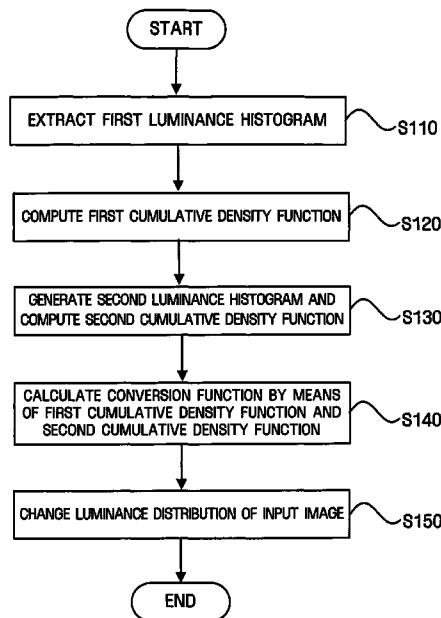 START
EXTRACT FIRST LUMINANCE HISTOGRAM
S110
COMPUTE FIRST CUMULATIVE DENSITY FUNCTION
S120
GENERATE SECOND LUMINANCE HISTOGRAM AND
COMPUTE SECOND CUMULATIVE DENSITY FUNCTION
S130
CALCULATE CONVERSION FUNCTION BY MEANS
OF FIRST CUMULATIVE DENSITY FUNCTION AND
SECOND CUMULATIVE DENSITY FUNCTION
S140
CHANGE LUMINANCE DISTRIBUTION OF INPUT IMAGE
S150
END